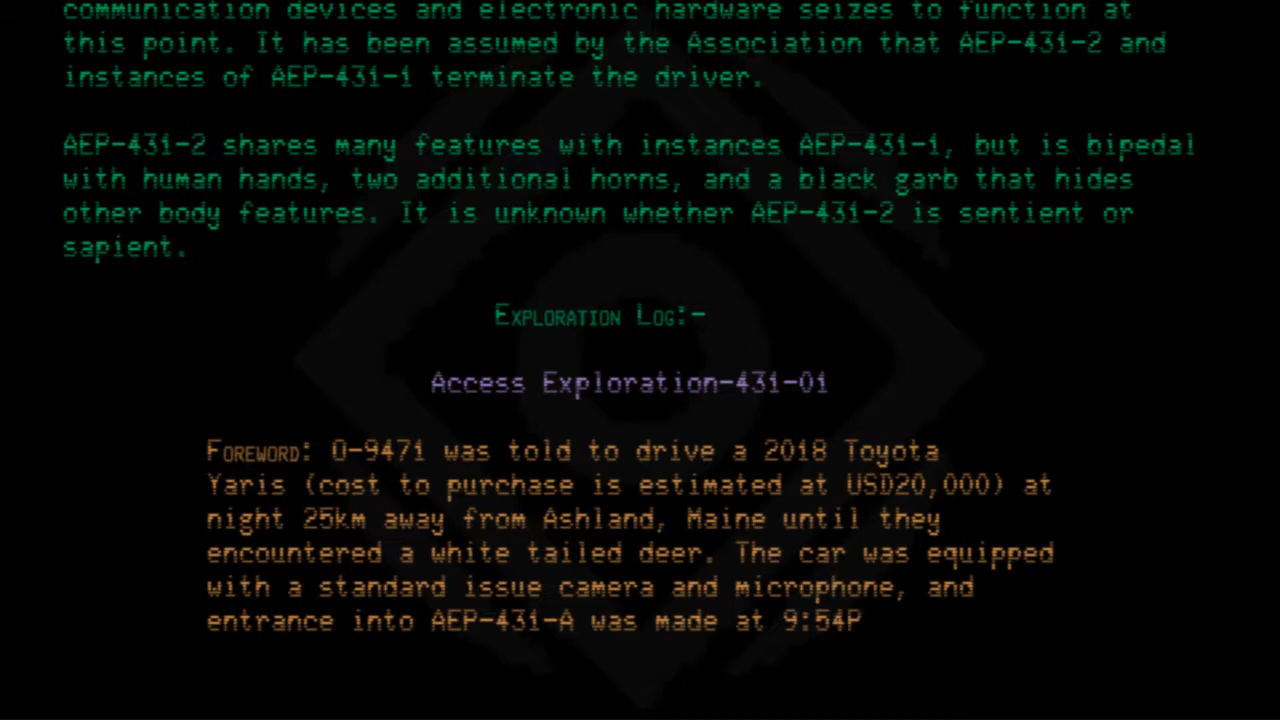 communication devices and electronic hardware seizes to function at
this point. It has been assumed by the Association that AEP-431-2 and
instances of AEP-431-1 terminate the driver.
AEP-431-2 shares many features with instances AEP-431-1, but is bipedal
with human hands, two additional horns, and a black garb that hides
other body features. It is unknown whether AEP-431-2 is sentient or
sapient.
Exploration Log:-
Access Exploration-431-01
Foreword: O-9471 was told to drive a 2018 Toyota
Yaris (cost to purchase is estimated at USD20,000) at
night 25km away from Ashland, Maine until they
encountered a white tailed deer. The car was equipped
with a standard issue camera and microphone, and
entrance into AEP-431-A was made at 9:54P